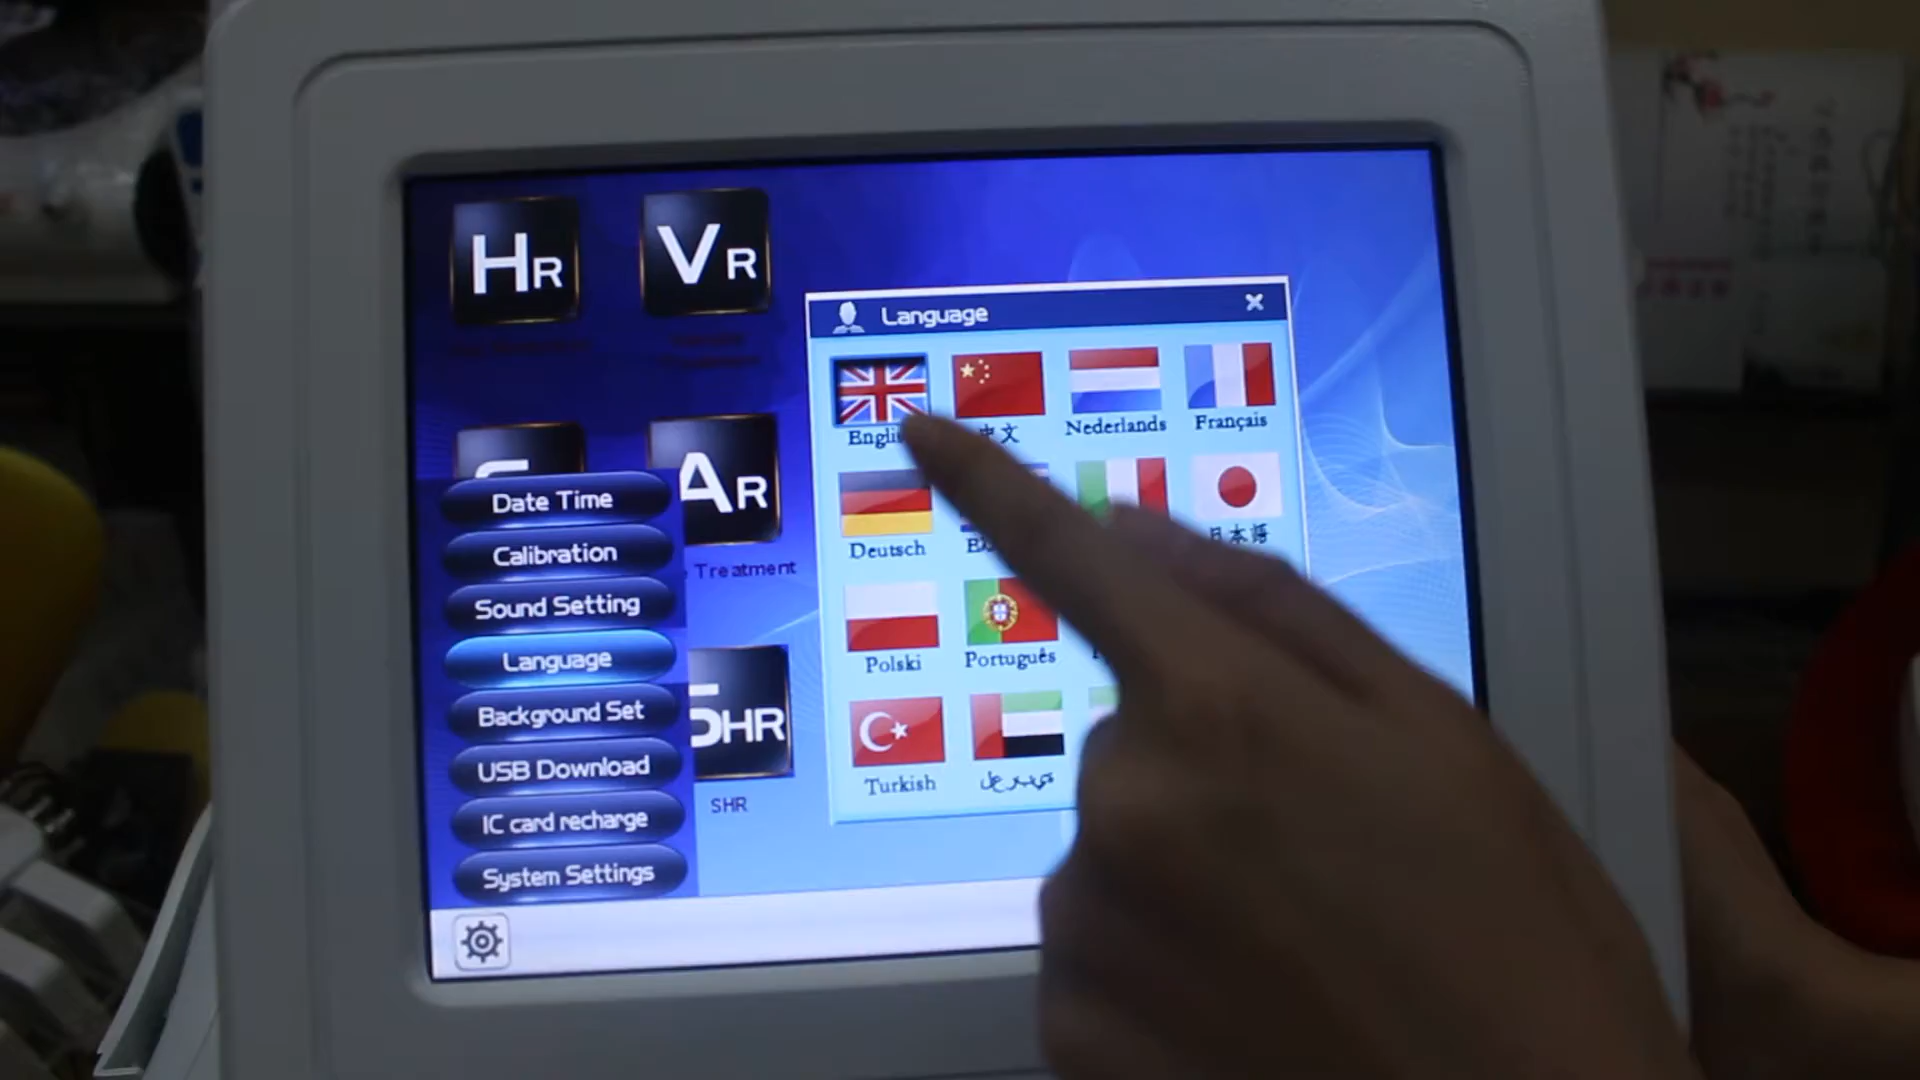 HR
VR
AR
Treatment
SHR
SHR
Date Time
Calibration
Sound Setting
Language
Background Set
USB Download
IC card recharge
System Settings
Language
中文
Nederlands
Français
Deutsch
日本語
Polski
Português
Turkish